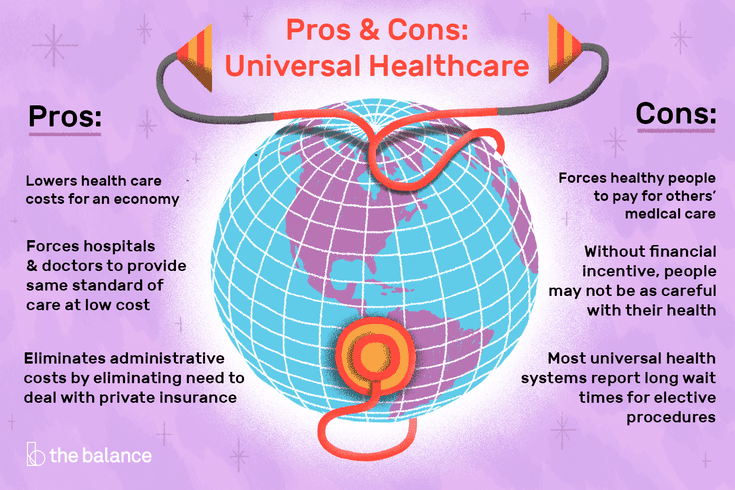 Pros & Cons:
Universal Healthcare
Pros:
Lowers health care
costs for an economy
Forces hospitals
& doctors to provide
same standard of
care at low cost
Eliminates administrative
costs by eliminating need to
deal with private insurance
Cons:
Forces healthy people
to pay for others’
medical care
Without financial
incentive, people
may not be as careful
with their health
Most universal health
systems report long wait
times for elective
procedures
the balance